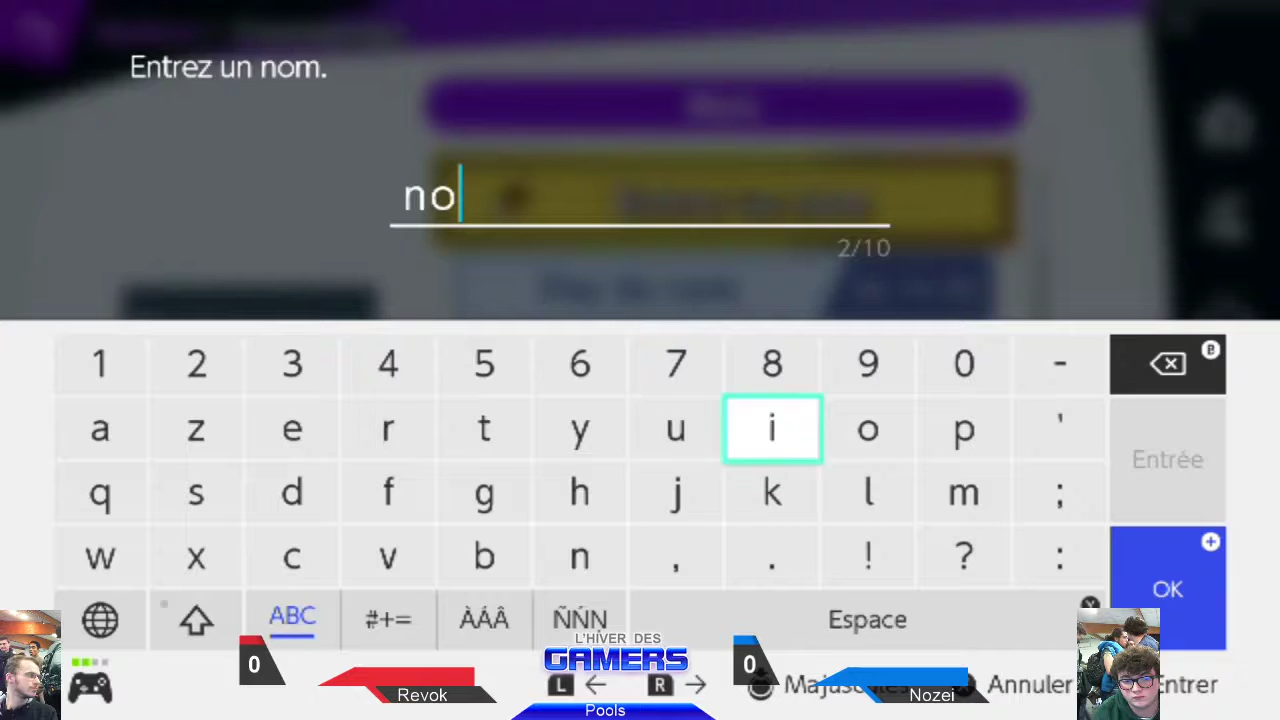 Entrez un nom.
no
2/10
1 2 3 4 5 6 7 8 9 0 -
a z e r t y u i o p '
Entrée
q s d f g h j k l m ;
w x c v b n , . ! ? :
OK
ABC #+= ÀÁÂ ÑŃÑ Espace
L'HIVER DES
GAMERS
0 Revok
0 Nozei
L ← R →
Annuler
Entrer
Pools